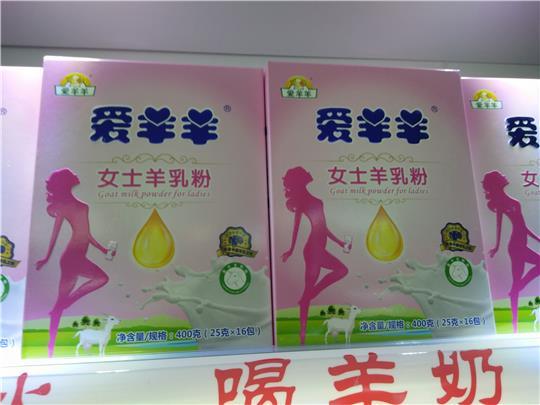 爱羊羊
爱羊羊®
女士羊乳粉
Goat milk powder for ladies
净含量/规格：400克（25克×16包）
爱羊羊
爱羊羊®
女士羊乳粉
Goat milk powder for ladies
净含量/规格：400克（25克×16包）
喝羊奶